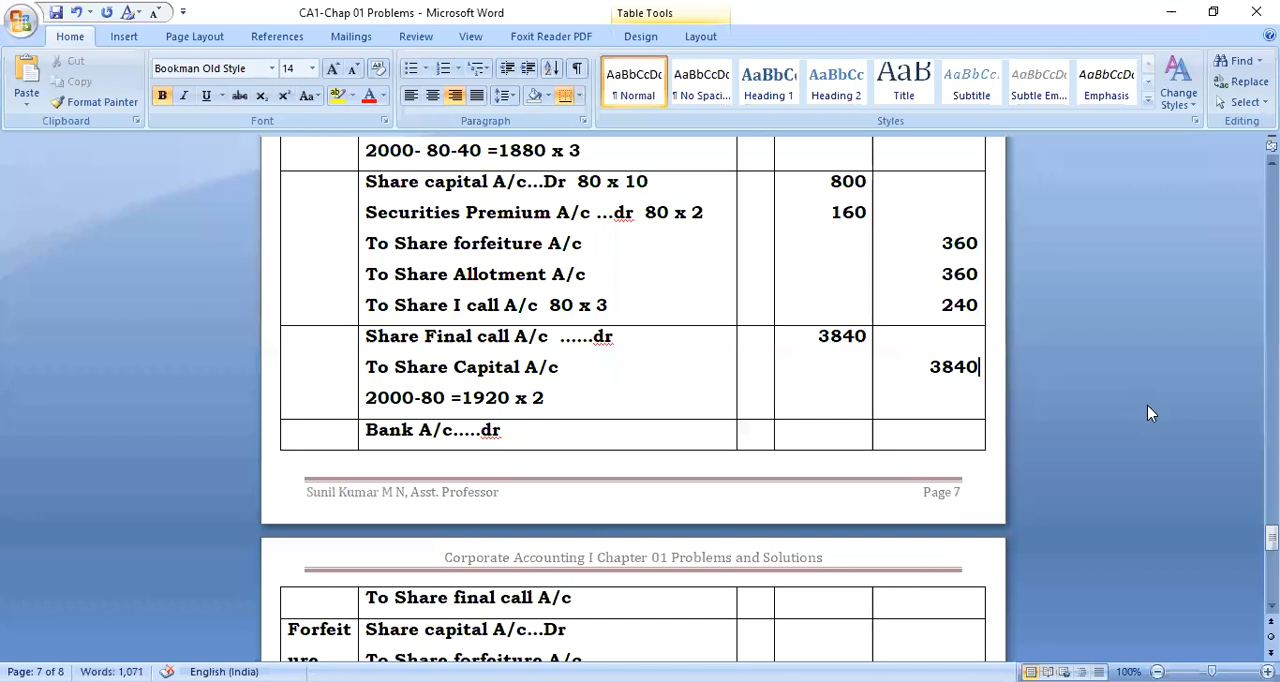 CA1-Chap 01 Problems - Microsoft Word
Table Tools
Home Insert Page Layout References Mailings Review View Foxit Reader PDF Design Layout
Paste
Cut
Copy
Format Painter
Clipboard
Bookman Old Style 14
Font
Paragraph
AaBbCcDc AaBbCcDc AaBbC AaBbCc AaB AaBbCc. AaBbCcDc AaBbCcDc
¶ Normal ¶ No Spaci... Heading 1 Heading 2 Title Subtitle Subtle Em... Emphasis
Change Styles
Styles
Find
Replace
Select
Editing
2000- 80-40 =1880 x 3
Share capital A/c...Dr 80 x 10 800
Securities Premium A/c ...dr 80 x 2 160
To Share forfeiture A/c 360
To Share Allotment A/c 360
To Share I call A/c 80 x 3 240
Share Final call A/c ......dr 3840
To Share Capital A/c 3840
2000-80 =1920 x 2
Bank A/c.....dr
Sunil Kumar M N, Asst. Professor Page 7
Corporate Accounting I Chapter 01 Problems and Solutions
To Share final call A/c
Forfeit Share capital A/c...Dr
ure To Share forfeiture A/c
Page: 7 of 8 Words: 1,071 English (India) 100%